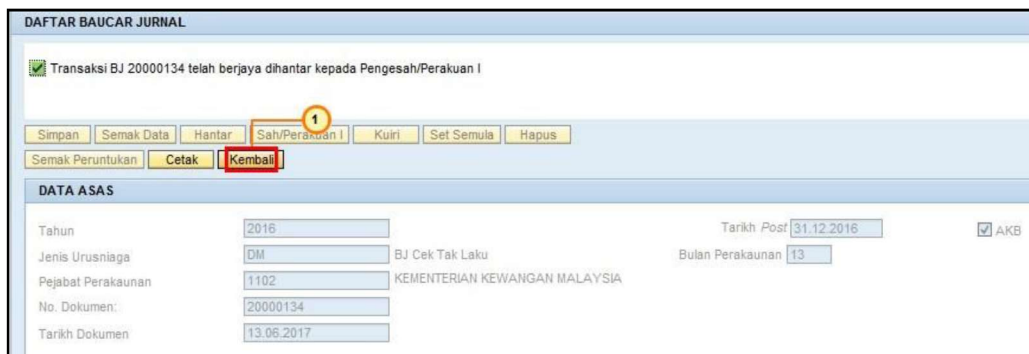 DAFTAR BAUCAR JURNAL
Transaksi BJ 20000134 telah berjaya dihantar kepada Pengesah/Perakuan I
1
Simpan Semak Data Hantar Sah/Perakuan I Kuiri Set Semula Hapus
Semak Peruntukan Cetak Kembali
DATA ASAS
Tahun 2016 Tarikh Post 31.12.2016 AKB
Jenis Urusniaga DM BJ Cek Tak Laku Bulan Perakaunan 13
Pejabat Perakaunan 1102 KEMENTERIAN KEWANGAN MALAYSIA
No. Dokumen: 20000134
Tarikh Dokumen 13.06.2017